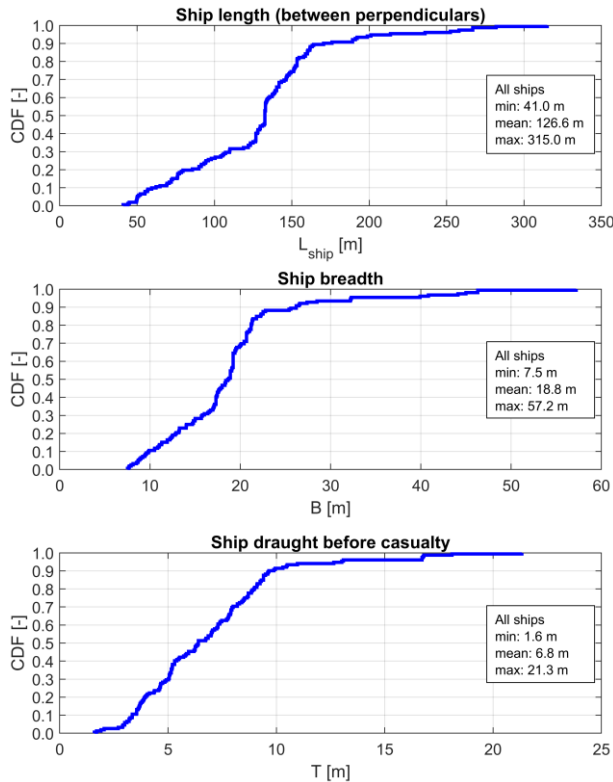 Ship length (between perpendiculars)
1.0
0.9
0.8
0.7
0.6
0.5
0.4
0.3
0.2
0.1
0.0
CDF [-]
All ships
min: 41.0 m
mean: 126.6 m
max: 315.0 m
0 50 100 150 200 250 300 350
L_ship [m]
Ship breadth
1.0
0.9
0.8
0.7
0.6
0.5
0.4
0.3
0.2
0.1
0.0
CDF [-]
All ships
min: 7.5 m
mean: 18.8 m
max: 57.2 m
0 10 20 30 40 50 60
B [m]
Ship draught before casualty
1.0
0.9
0.8
0.7
0.6
0.5
0.4
0.3
0.2
0.1
0.0
CDF [-]
All ships
min: 1.6 m
mean: 6.8 m
max: 21.3 m
0 5 10 15 20 25
T [m]